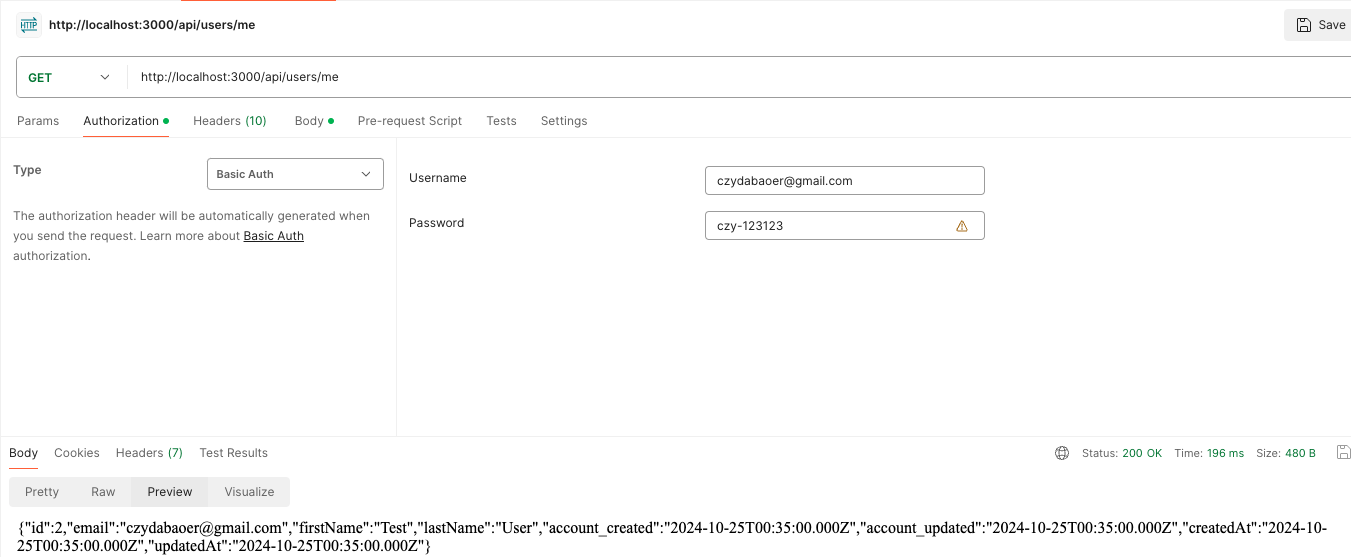 HTTP http://localhost:3000/api/users/me Save
GET http://localhost:3000/api/users/me
Params Authorization Headers (10) Body Pre-request Script Tests Settings
Type Basic Auth
The authorization header will be automatically generated when
you send the request. Learn more about Basic Auth
authorization.
Username czydabaoer@gmail.com
Password czy-123123
Body Cookies Headers (7) Test Results Status: 200 OK Time: 196 ms Size: 480 B
Pretty Raw Preview Visualize
{"id":2,"email":"czydabaoer@gmail.com","firstName":"Test","lastName":"User","account_created":"2024-10-25T00:35:00.000Z","account_updated":"2024-10-25T00:35:00.000Z","createdAt":"2024-10-
25T00:35:00.000Z","updatedAt":"2024-10-25T00:35:00.000Z"}